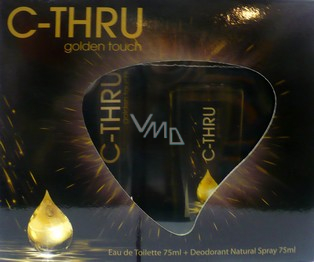 C-THRU
golden touch
C-THRU
C-THRU
VMD
Eau de Toilette 75ml + Deodorant Natural Spray 75ml